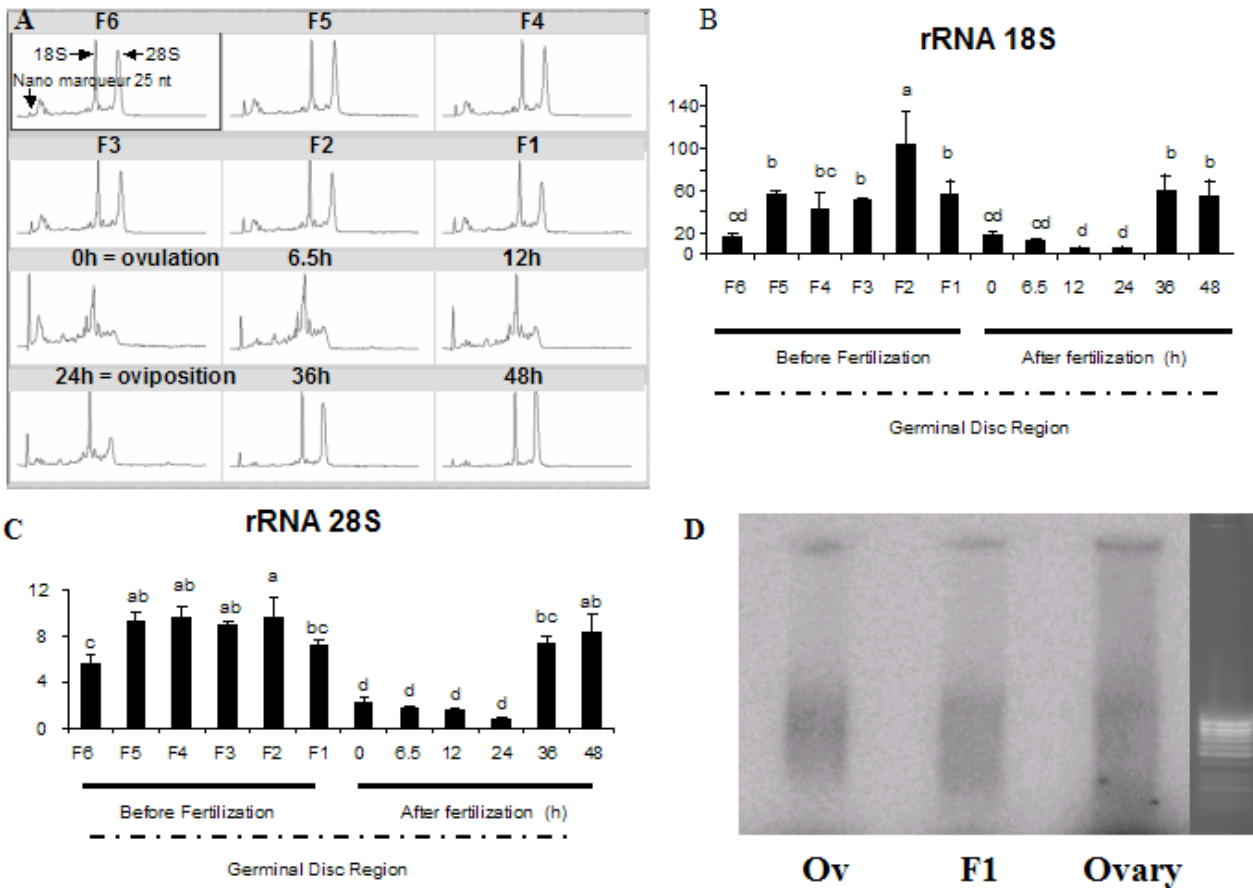 A
F6 F5 F4
18S 28S
Nano marqueur 25 nt
F3 F2 F1
0h = ovulation 6.5h 12h
24h = oviposition 36h 48h
B
rRNA 18S
140
100
60
20
0
cd b bc b a b cd cd d d b b
F6 F5 F4 F3 F2 F1 0 6.5 12 24 36 48
Before Fertilization After fertilization (h)
Germinal Disc Region
C
rRNA 28S
12
8
4
0
c ab ab ab a bc d d d d bc ab
F6 F5 F4 F3 F2 F1 0 6.5 12 24 36 48
Before Fertilization After fertilization (h)
Germinal Disc Region
D
Ov F1 Ovary